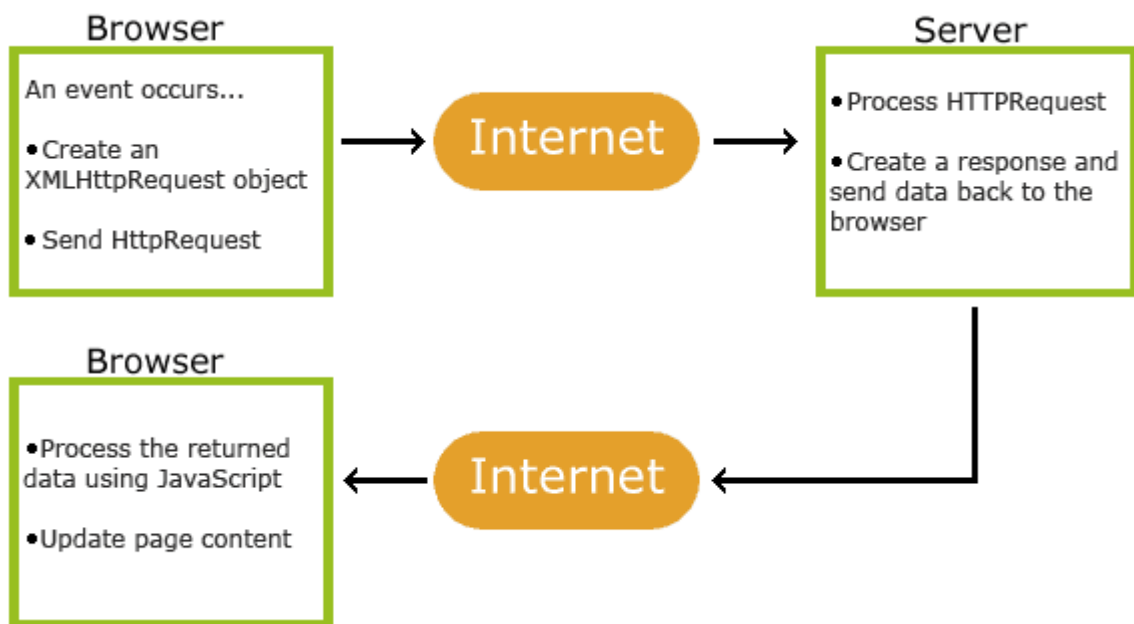 Browser
An event occurs...
•Create an
XMLHttpRequest object
• Send HttpRequest
Internet
Server
•Process HTTPRequest
•Create a response and
send data back to the
browser
Browser
•Process the returned
data using JavaScript
•Update page content
Internet